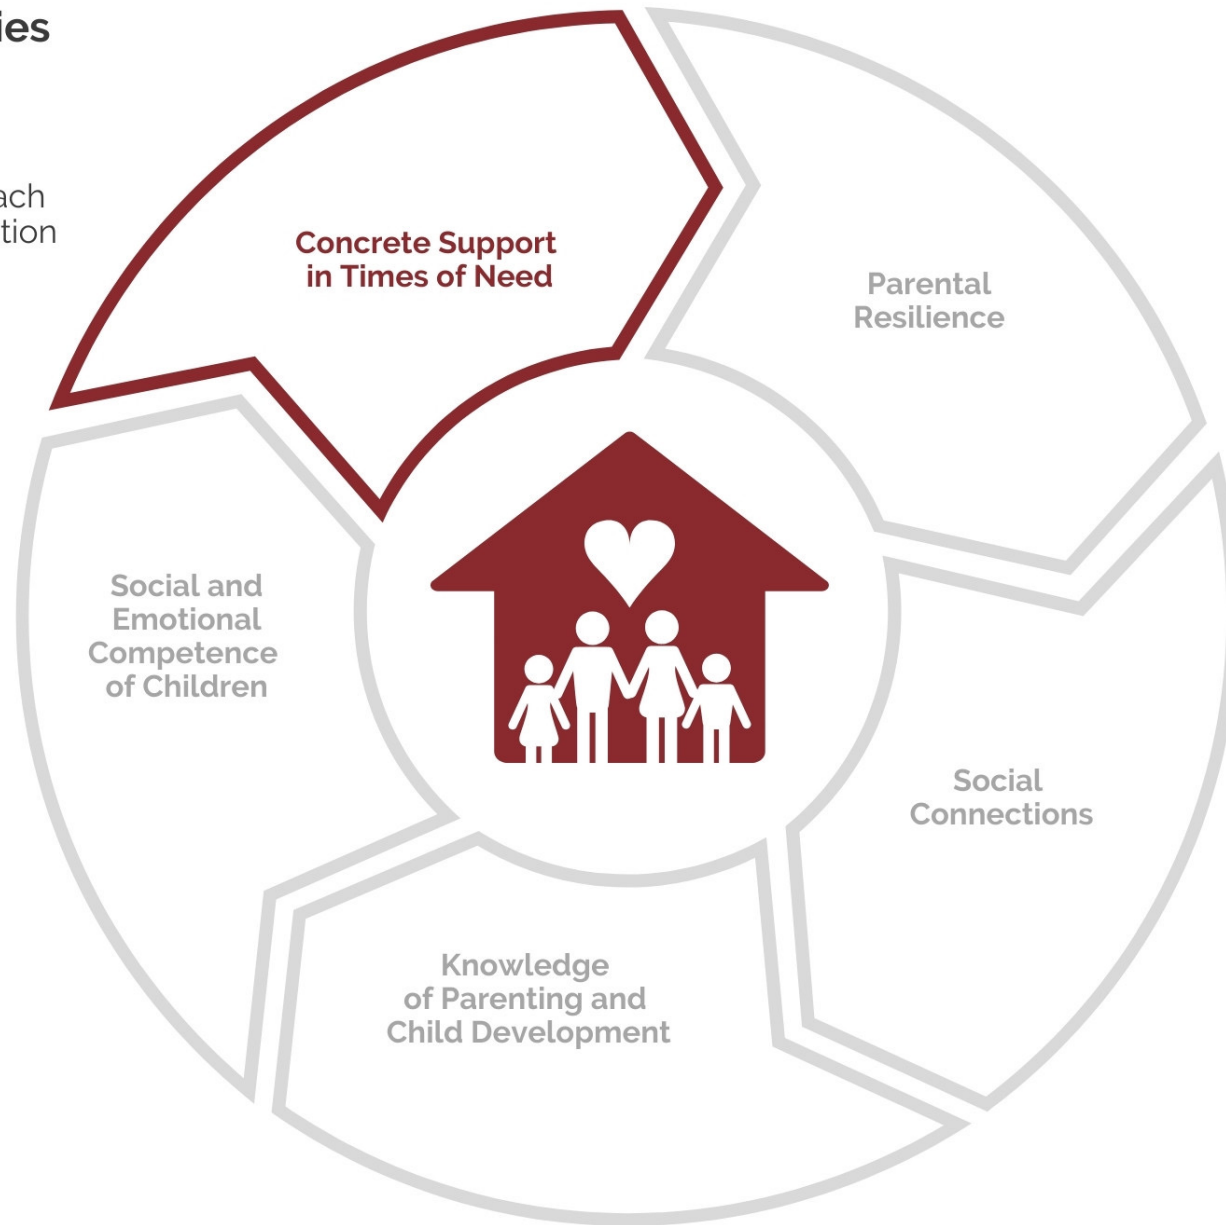 ies
ach
tion
Concrete Support
in Times of Need
Parental
Resilience
Social and
Emotional
Competence
of Children
Social
Connections
Knowledge
of Parenting and
Child Development